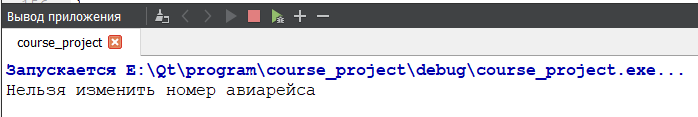 Вывод приложения
course_project
Запускается E:\Qt\program\course_project\debug\course_project.exe...
Нельзя изменить номер авиарейса